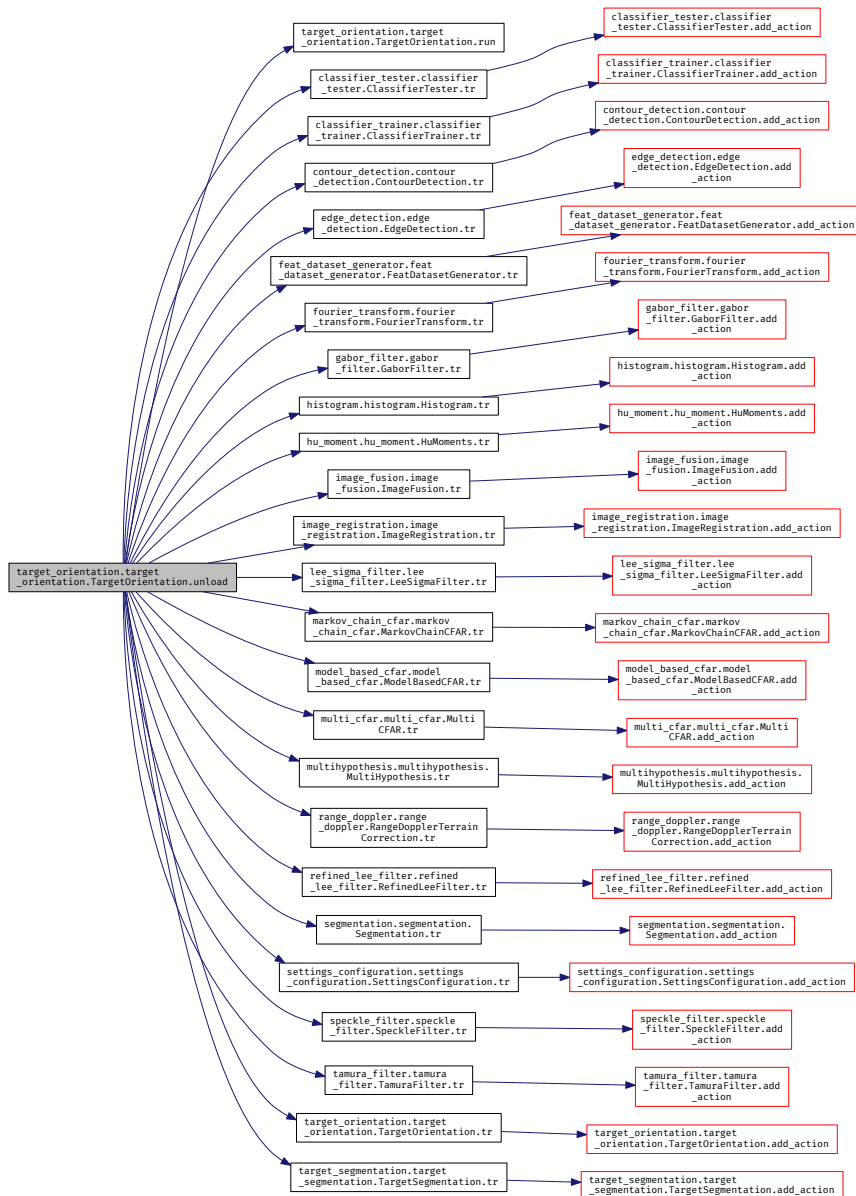 target_orientation.target
_orientation.TargetOrientation.unload
target_orientation.target
_orientation.TargetOrientation.run
classifier_tester.classifier
_tester.ClassifierTester.tr
classifier_tester.classifier
_tester.ClassifierTester.add_action
classifier_trainer.classifier
_trainer.ClassifierTrainer.tr
classifier_trainer.classifier
_trainer.ClassifierTrainer.add_action
contour_detection.contour
_detection.ContourDetection.tr
contour_detection.contour
_detection.ContourDetection.add_action
edge_detection.edge
_detection.EdgeDetection.tr
edge_detection.edge
_detection.EdgeDetection.add
_action
feat_dataset_generator.feat
_dataset_generator.FeatDatasetGenerator.tr
feat_dataset_generator.feat
_dataset_generator.FeatDatasetGenerator.add_action
fourier_transform.fourier
_transform.FourierTransform.tr
fourier_transform.fourier
_transform.FourierTransform.add_action
gabor_filter.gabor
_filter.GaborFilter.tr
gabor_filter.gabor
_filter.GaborFilter.add
_action
histogram.histogram.Histogram.tr
histogram.histogram.Histogram.add
_action
hu_moment.hu_moment.HuMoments.tr
hu_moment.hu_moment.HuMoments.add
_action
image_fusion.image
_fusion.ImageFusion.tr
image_fusion.image
_fusion.ImageFusion.add
_action
image_registration.image
_registration.ImageRegistration.tr
image_registration.image
_registration.ImageRegistration.add_action
lee_sigma_filter.lee
_sigma_filter.LeeSigmaFilter.tr
lee_sigma_filter.lee
_sigma_filter.LeeSigmaFilter.add
_action
markov_chain_cfar.markov
_chain_cfar.MarkovChainCFAR.tr
markov_chain_cfar.markov
_chain_cfar.MarkovChainCFAR.add_action
model_based_cfar.model
_based_cfar.ModelBasedCFAR.tr
model_based_cfar.model
_based_cfar.ModelBasedCFAR.add
_action
multi_cfar.multi_cfar.Multi
CFAR.tr
multi_cfar.multi_cfar.Multi
CFAR.add_action
multihypothesis.multihypothesis.
MultiHypothesis.tr
multihypothesis.multihypothesis.
MultiHypothesis.add_action
range_doppler.range
_doppler.RangeDopplerTerrain
Correction.tr
range_doppler.range
_doppler.RangeDopplerTerrain
Correction.add_action
refined_lee_filter.refined
_lee_filter.RefinedLeeFilter.tr
refined_lee_filter.refined
_lee_filter.RefinedLeeFilter.add_action
segmentation.segmentation.
Segmentation.tr
segmentation.segmentation.
Segmentation.add_action
settings_configuration.settings
_configuration.SettingsConfiguration.tr
settings_configuration.settings
_configuration.SettingsConfiguration.add_action
speckle_filter.speckle
_filter.SpeckleFilter.tr
speckle_filter.speckle
_filter.SpeckleFilter.add
_action
tamura_filter.tamura
_filter.TamuraFilter.tr
tamura_filter.tamura
_filter.TamuraFilter.add
_action
target_orientation.target
_orientation.TargetOrientation.tr
target_orientation.target
_orientation.TargetOrientation.add_action
target_segmentation.target
_segmentation.TargetSegmentation.tr
target_segmentation.target
_segmentation.TargetSegmentation.add_action